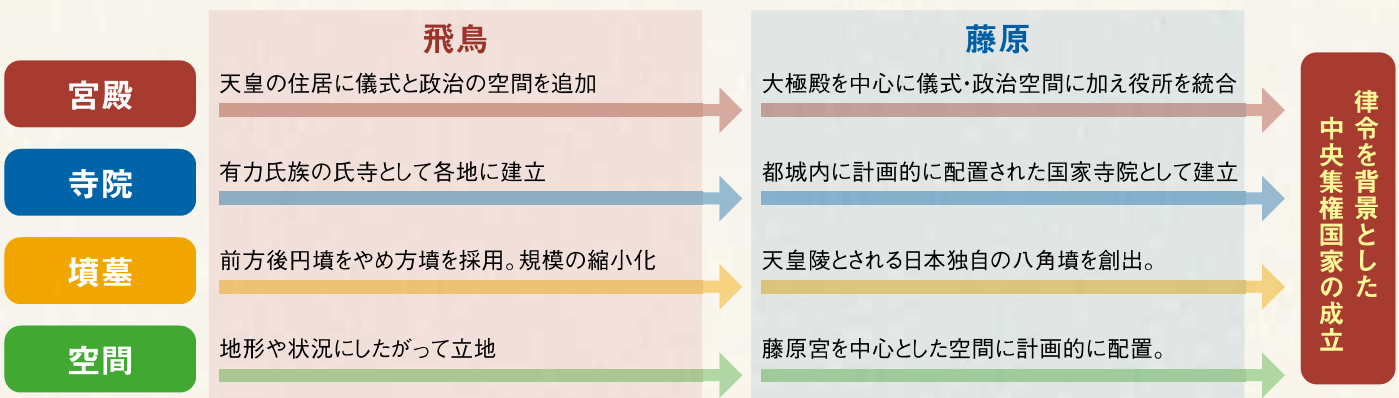 飛鳥
藤原
宮殿
天皇の住居に儀式と政治の空間を追加
大極殿を中心に儀式・政治空間に加え役所を統合
寺院
有力氏族の氏寺として各地に建立
都城内に計画的に配置された国家寺院として建立
墳墓
前方後円墳をやめ方墳を採用。規模の縮小化
天皇陵とされる日本独自の八角墳を創出。
空間
地形や状況にしたがって立地
藤原宮を中心とした空間に計画的に配置。
律令を背景とした
中央集権国家の成立